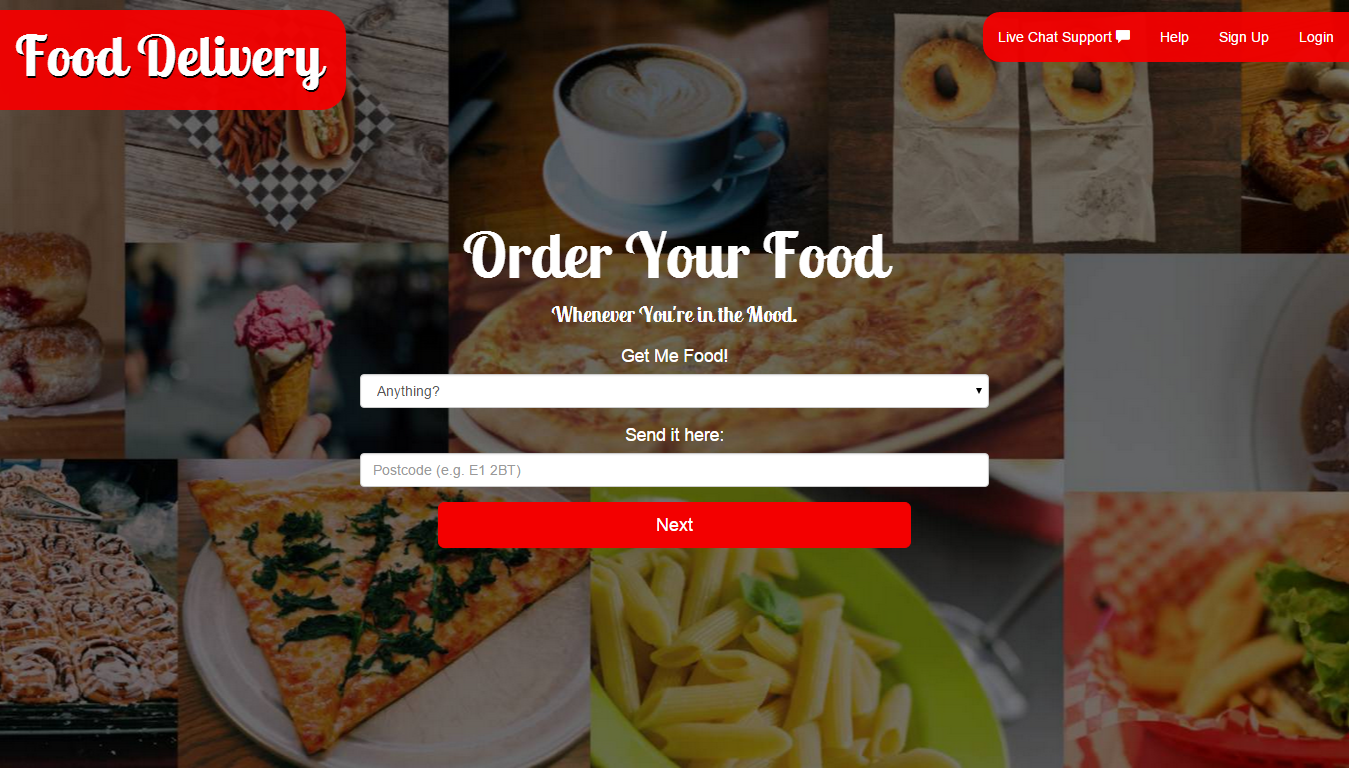 Food Delivery
Live Chat Support
Help
Sign Up
Login
Order Your Food
Whenever You're in the Mood.
Get Me Food!
Anything?
Send it here:
Postcode (e.g. E1 2BT)
Next